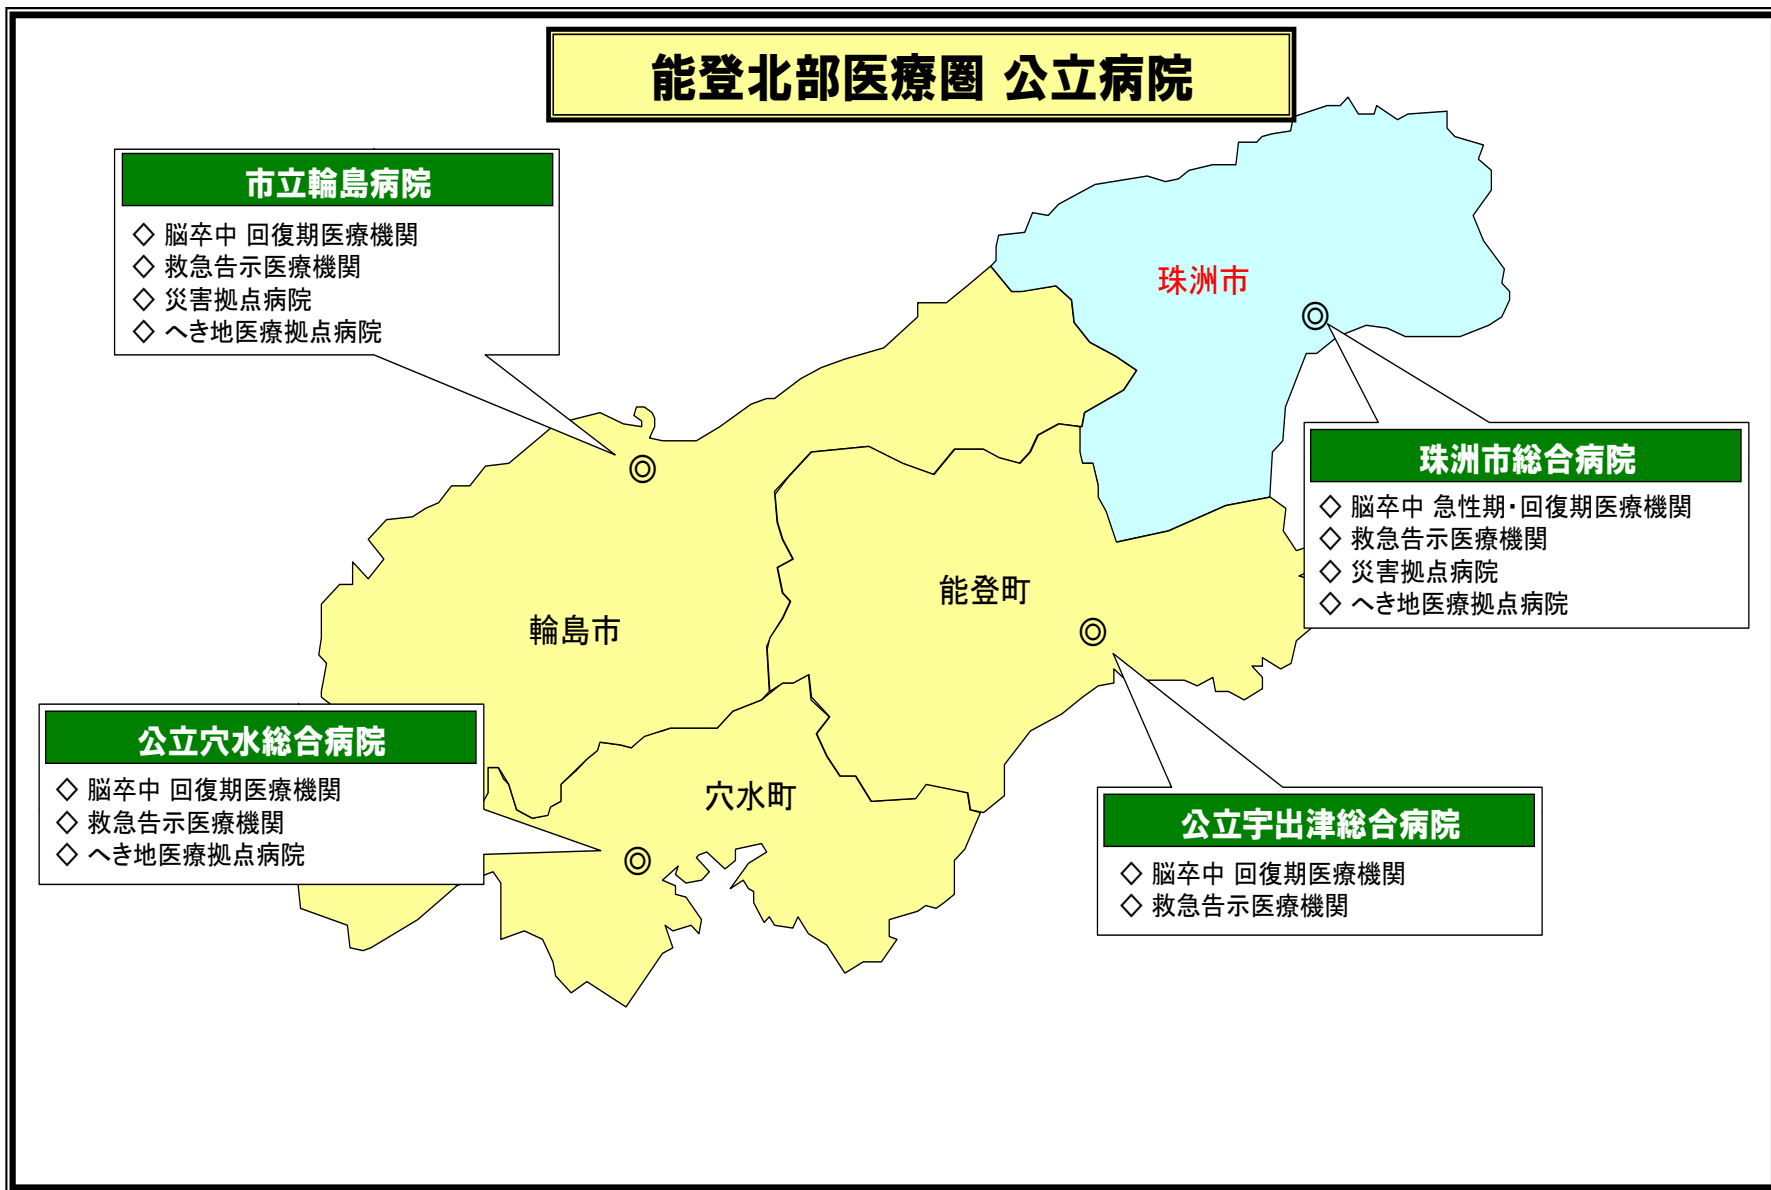 能登北部医療圏 公立病院
市立輪島病院
◇ 脳卒中 回復期医療機関
◇ 救急告示医療機関
◇ 災害拠点病院
◇ へき地医療拠点病院
珠洲市
珠洲市総合病院
◇ 脳卒中 急性期・回復期医療機関
◇ 救急告示医療機関
◇ 災害拠点病院
◇ へき地医療拠点病院
能登町
輪島市
公立穴水総合病院
◇ 脳卒中 回復期医療機関
◇ 救急告示医療機関
◇ へき地医療拠点病院
穴水町
公立宇出津総合病院
◇ 脳卒中 回復期医療機関
◇ 救急告示医療機関